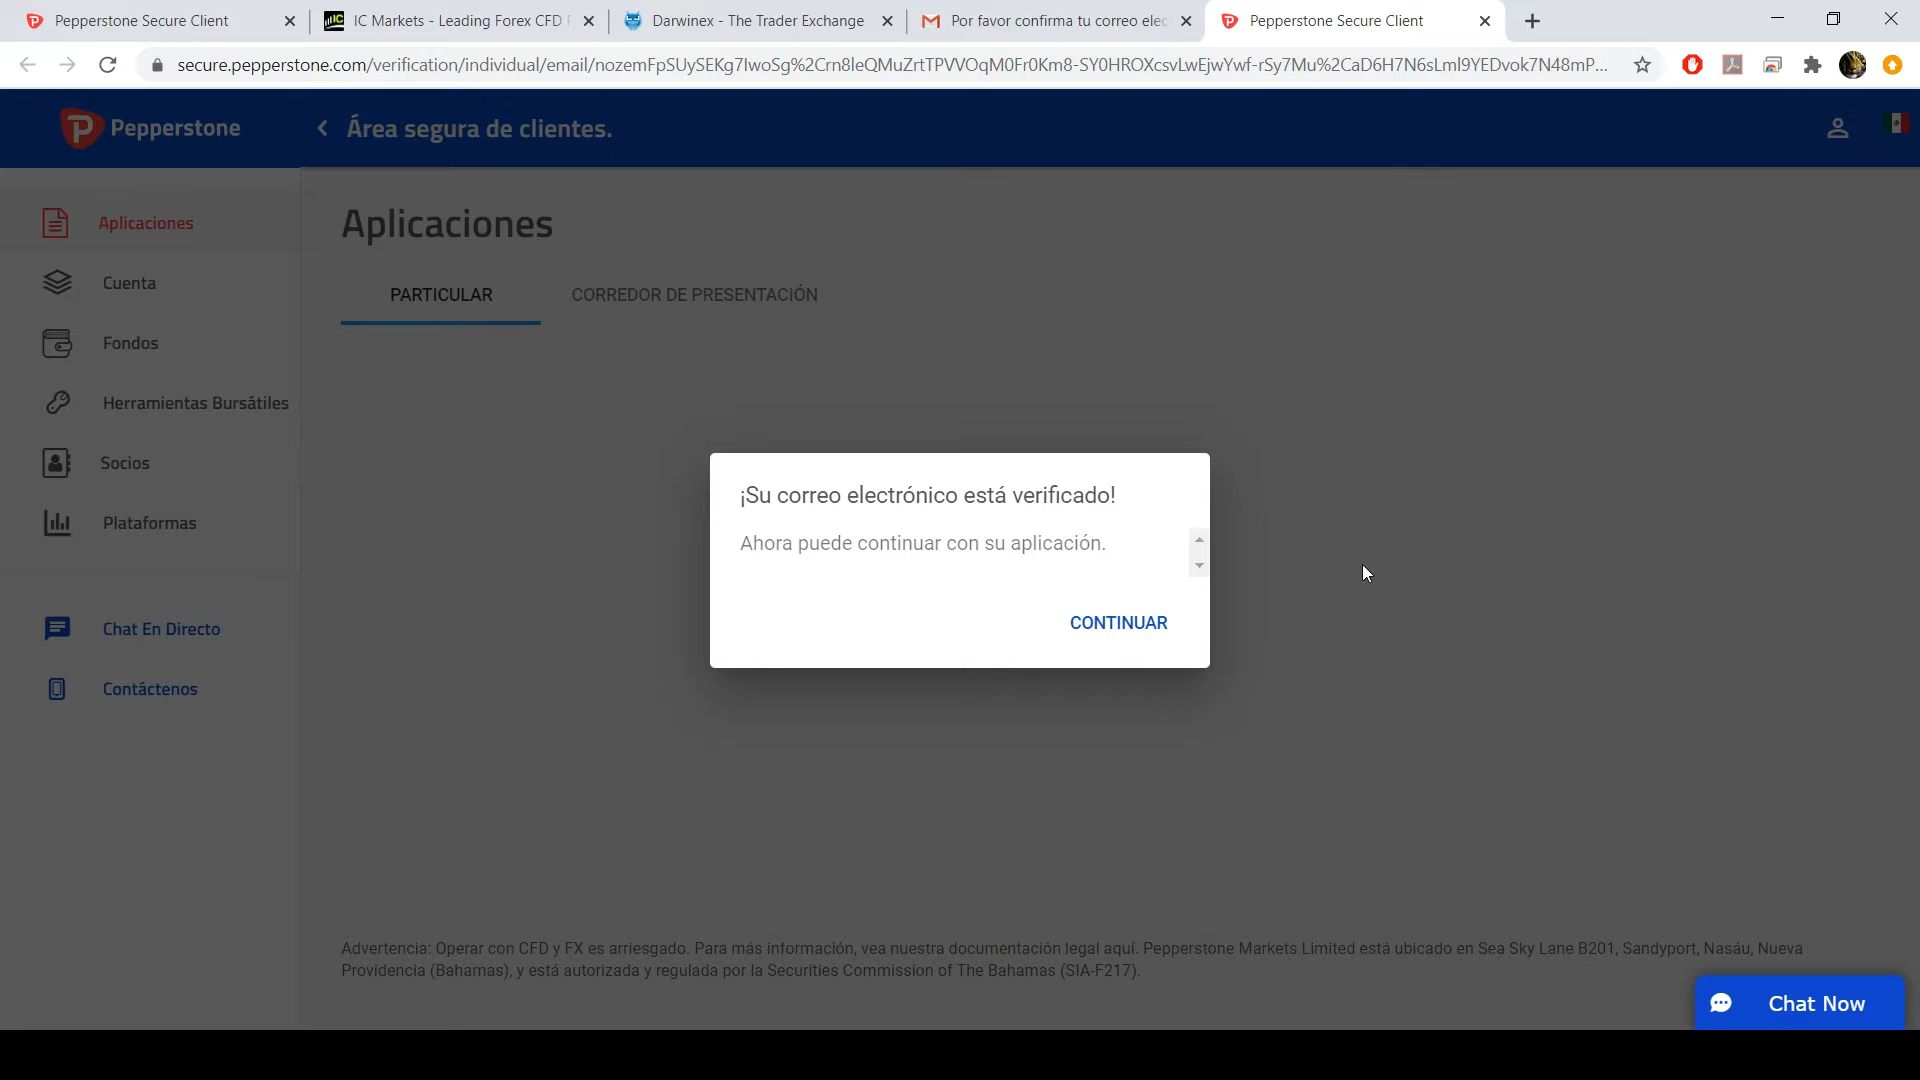 Pepperstone Secure Client
IC Markets - Leading Forex CFD
Darwinex - The Trader Exchange
Por favor confirma tu correo elec
Pepperstone Secure Client
secure.pepperstone.com/verification/individual/email/nozemFpSUySEKg7IwoSg%2Crn8leQMuZrtTPVVOqM0Fr0Km8-SY0HROXcsvLwEjwYwf-rSy7Mu%2CaD6H7N6sLml9YEDvok7N48mP...
Pepperstone
Área segura de clientes.
Aplicaciones
Cuenta
Fondos
Herramientas Bursátiles
Socios
Plataformas
Chat En Directo
Contáctenos
Aplicaciones
PARTICULAR
CORREDOR DE PRESENTACIÓN
¡Su correo electrónico está verificado!
Ahora puede continuar con su aplicación.
CONTINUAR
Advertencia: Operar con CFD y FX es arriesgado. Para más información, vea nuestra documentación legal aquí. Pepperstone Markets Limited está ubicado en Sea Sky Lane B201, Sandyport, Nasáu, Nueva
Providencia (Bahamas), y está autorizada y regulada por la Securities Commission of The Bahamas (SIA-F217).
Chat Now